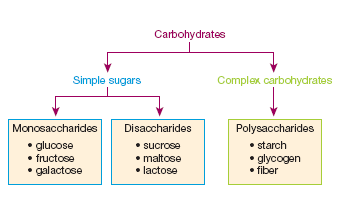 Carbohydrates
Simple sugars
Complex carbohydrates
Monosaccharides
• glucose
• fructose
• galactose
Disaccharides
• sucrose
• maltose
• lactose
Polysaccharides
• starch
• glycogen
• fiber